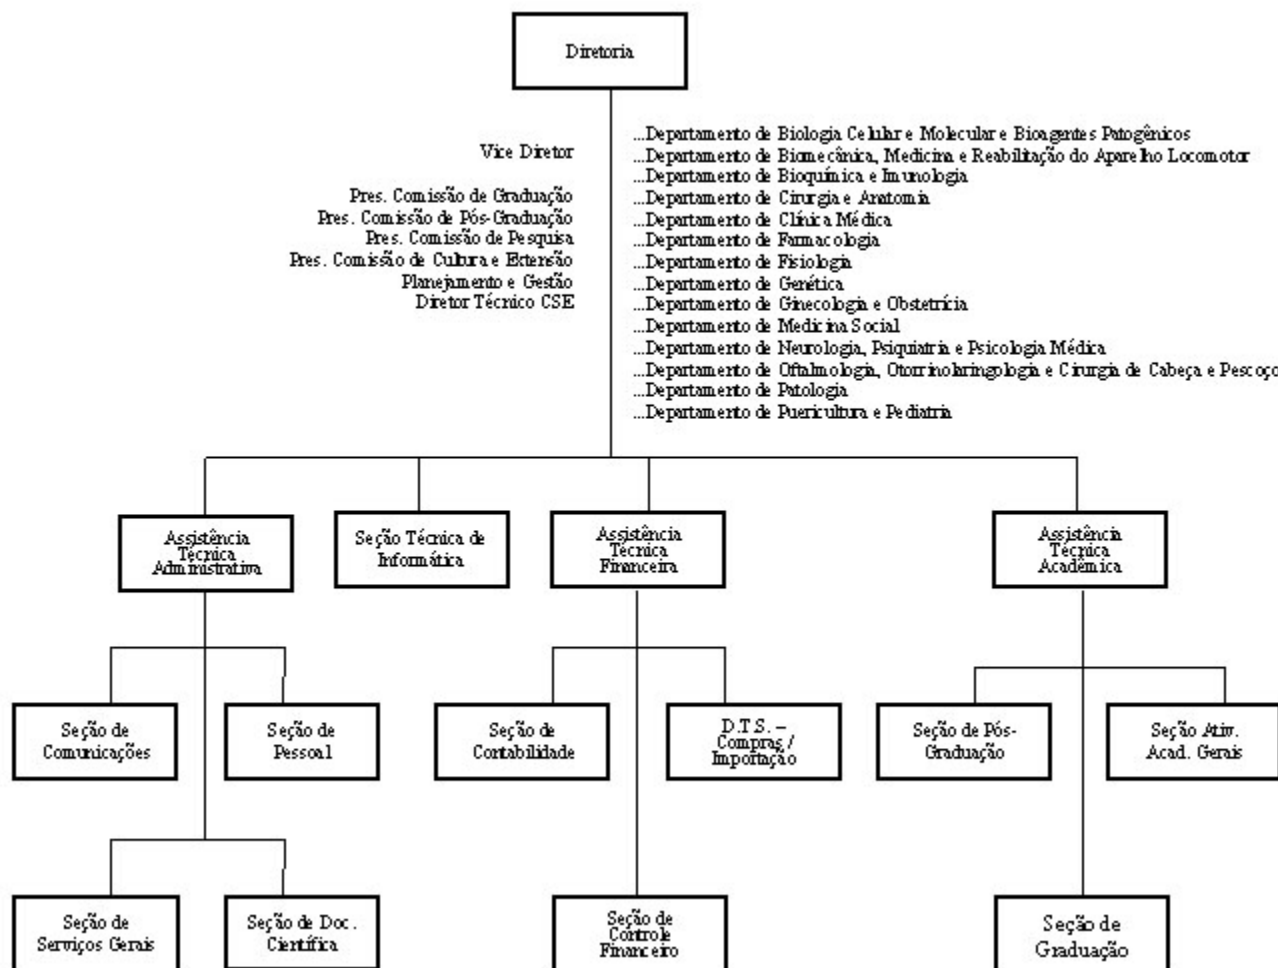 Diretoria
Vice Diretor
Pres. Comissão de Graduação
Pres. Comissão de Pós-Graduação
Pres. Comissão de Pesquisa
Pres. Comissão de Cultura e Extensão
Planejamento e Gestão
Diretor Técnico CSE
...Departamento de Biologia Celular e Molecular e Bioagentes Patogênicos
...Departamento de Biomecânica, Medicina e Reabilitação do Aparelho Locomotor
...Departamento de Bioquímica e Imunologia
...Departamento de Cirurgia e Anatomia
...Departamento de Clínica Médica
...Departamento de Farmacologia
...Departamento de Fisiologia
...Departamento de Genética
...Departamento de Ginecologia e Obstetrícia
...Departamento de Medicina Social
...Departamento de Neurologia, Psiquiatria e Psicologia Médica
...Departamento de Oftalmologia, Otorrinolaringologia e Cirurgia de Cabeça e Pescoço
...Departamento de Patologia
...Departamento de Puericultura e Pediatria
Assistência
Técnica
Administrativa
Seção Técnica de
Informática
Assistência
Técnica
Financeira
Assistência
Técnica
Acadêmica
Seção de
Comunicações
Seção de
Pessoal
Seção de
Contabilidade
D.T.S. –
Compras /
Importação
Seção de Pós-
Graduação
Seção Ativ.
Acad. Gerais
Seção de
Serviços Gerais
Seção de Doc.
Científica
Seção de
Controle
Financeiro
Seção de
Graduação